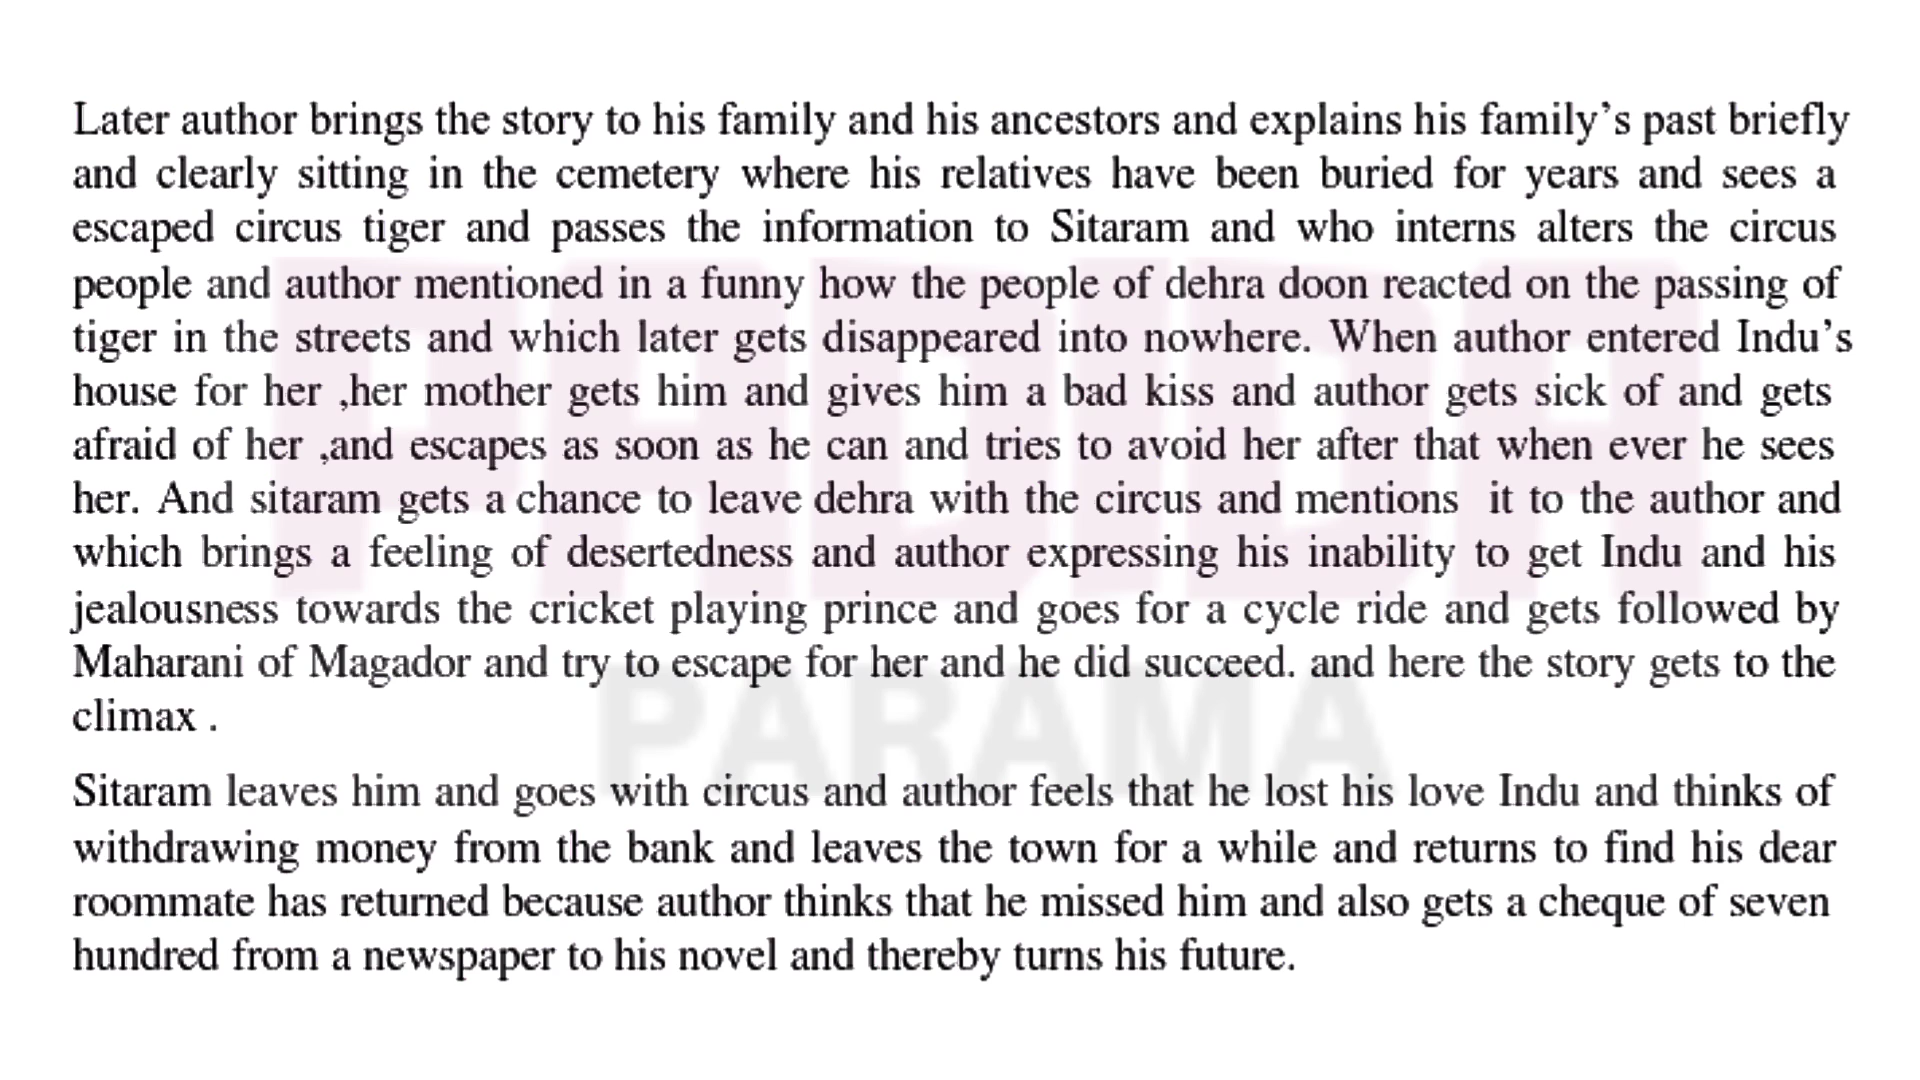 Later author brings the story to his family and his ancestors and explains his family’s past briefly
and clearly sitting in the cemetery where his relatives have been buried for years and sees a
escaped circus tiger and passes the information to Sitaram and who interns alters the circus
people and author mentioned in a funny how the people of dehra doon reacted on the passing of
tiger in the streets and which later gets disappeared into nowhere. When author entered Indu’s
house for her ,her mother gets him and gives him a bad kiss and author gets sick of and gets
afraid of her ,and escapes as soon as he can and tries to avoid her after that when ever he sees
her. And sitaram gets a chance to leave dehra with the circus and mentions it to the author and
which brings a feeling of desertedness and author expressing his inability to get Indu and his
jealousness towards the cricket playing prince and goes for a cycle ride and gets followed by
Maharani of Magador and try to escape for her and he did succeed. and here the story gets to the
climax .
Sitaram leaves him and goes with circus and author feels that he lost his love Indu and thinks of
withdrawing money from the bank and leaves the town for a while and returns to find his dear
roommate has returned because author thinks that he missed him and also gets a cheque of seven
hundred from a newspaper to his novel and thereby turns his future.
PADIDA
PARAMA